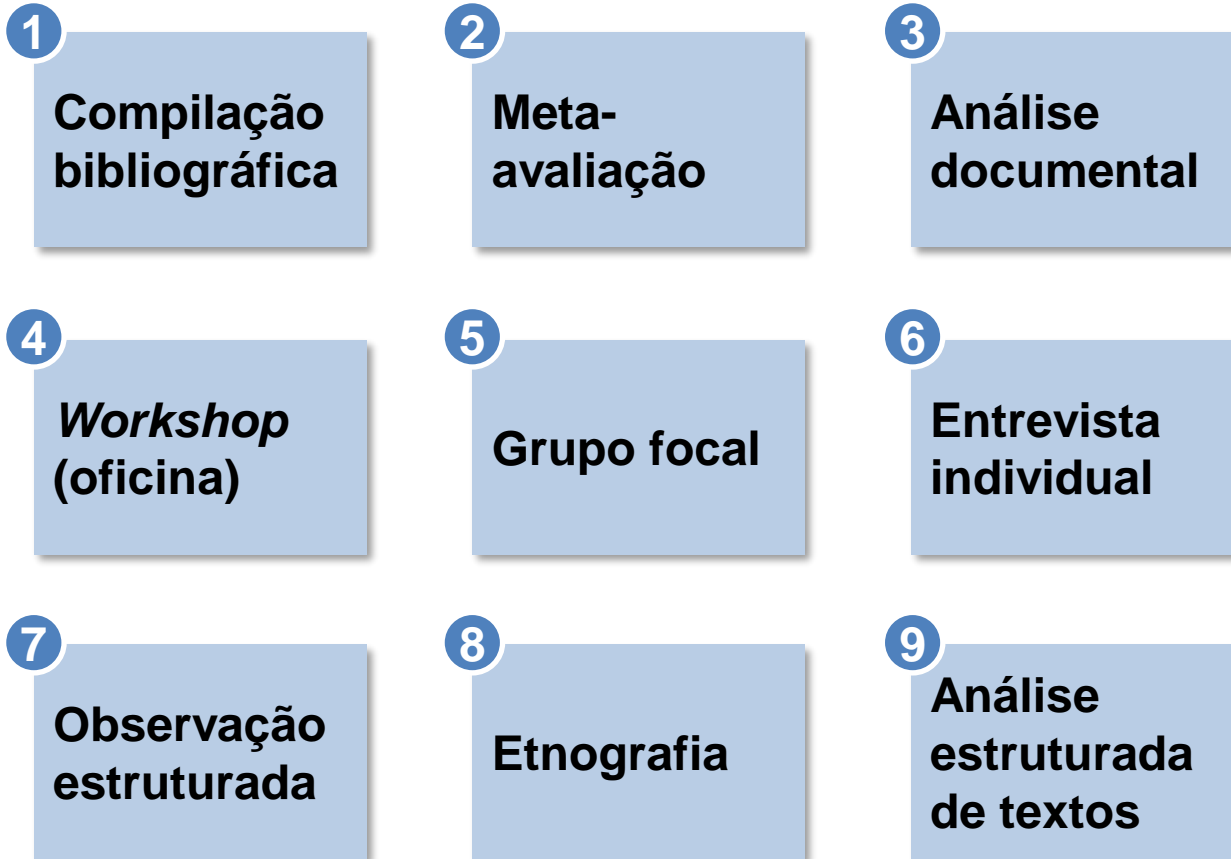 1
Compilação
bibliográfica
2
Meta-
avaliação
3
Análise
documental
4
Workshop
(oficina)
5
Grupo focal
6
Entrevista
individual
7
Observação
estruturada
8
Etnografia
9
Análise
estruturada
de textos